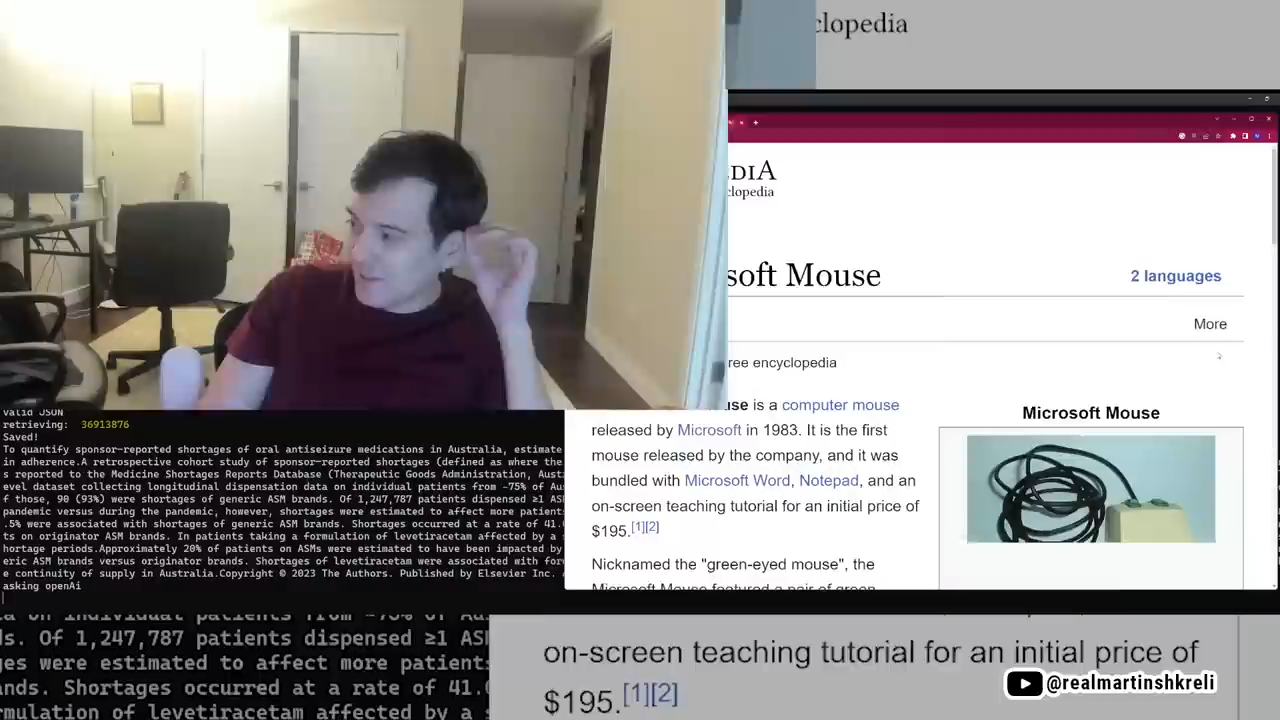 clopedia
EDIA
clopedia
soft Mouse
2 languages
More
ree encyclopedia
use is a computer mouse
released by Microsoft in 1983. It is the first
mouse released by the company, and it was
bundled with Microsoft Word, Notepad, and an
on-screen teaching tutorial for an initial price of
$195.[1][2]
Nicknamed the "green-eyed mouse", the
Microsoft Mouse featured a pair of green
Microsoft Mouse
valid JSON
retrieving: 36913876
Saved!
To quantify sponsor-reported shortages of oral antiseizure medications in Australia, estimate
in adherence.A retrospective cohort study of sponsor-reported shortages (defined as where the
s reported to the Medicine Shortages Reports Database (Therapeutic Goods Administration, Aust
evel dataset collecting longitudinal dispensation data on individual patients from ~75% of Au
f those, 90 (93%) were shortages of generic ASM brands. Of 1,247,787 patients dispensed ≥1 AS
pandemic versus during the pandemic, however, shortages were estimated to affect more patient
.5% were associated with shortages of generic ASM brands. Shortages occurred at a rate of 41.
ts on originator ASM brands. In patients taking a formulation of levetiracetam affected by a s
hortage periods.Approximately 20% of patients on ASMs were estimated to have been impacted by
eric ASM brands versus originator brands. Shortages of levetiracetam were associated with for
e continuity of supply in Australia.Copyright © 2023 The Authors. Published by Elsevier Inc.
asking openAi
ta on individual patients from ~75% of Au
ds. Of 1,247,787 patients dispensed ≥1 AS
ges were estimated to affect more patients
ands. Shortages occurred at a rate of 41.
rmulation of levetiracetam affected by a s
on-screen teaching tutorial for an initial price of
$195.[1][2]
@realmartinshkreli